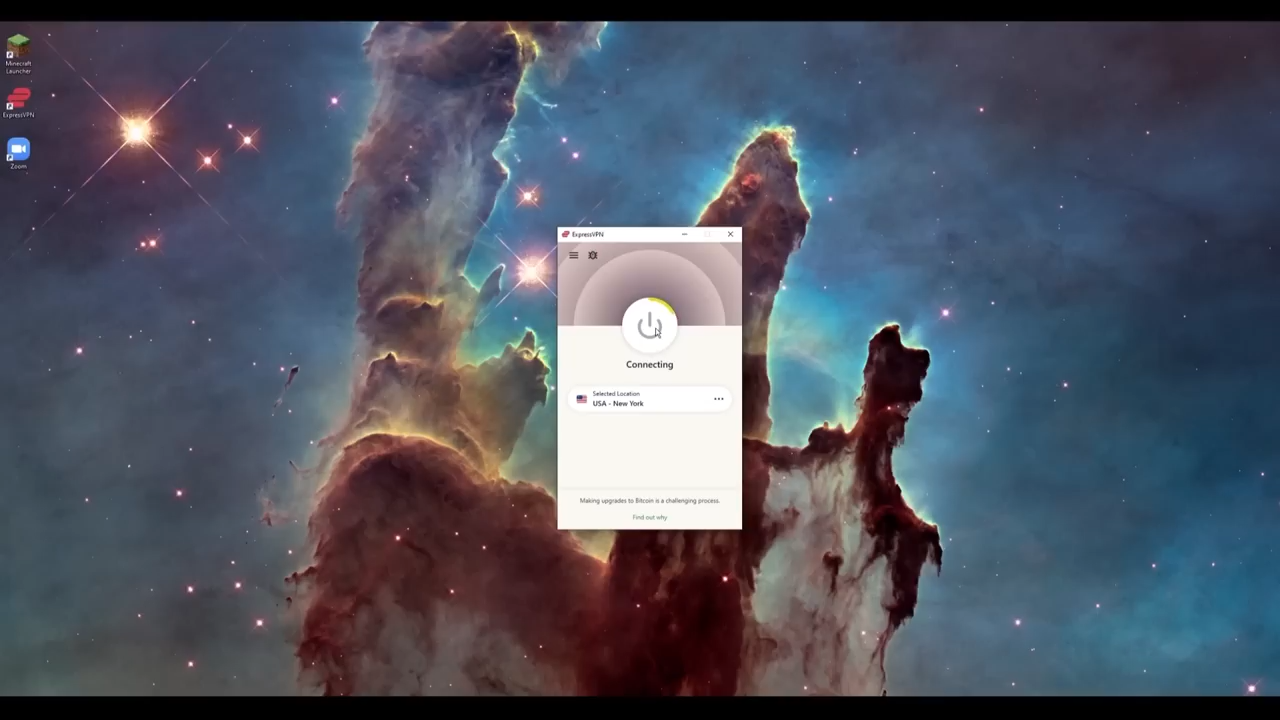 Minecraft
Launcher
ExpressVPN
Zoom
ExpressVPN
Connecting
Selected Location
USA - New York
Making upgrades to Bitcoin is a challenging process.
Find out why